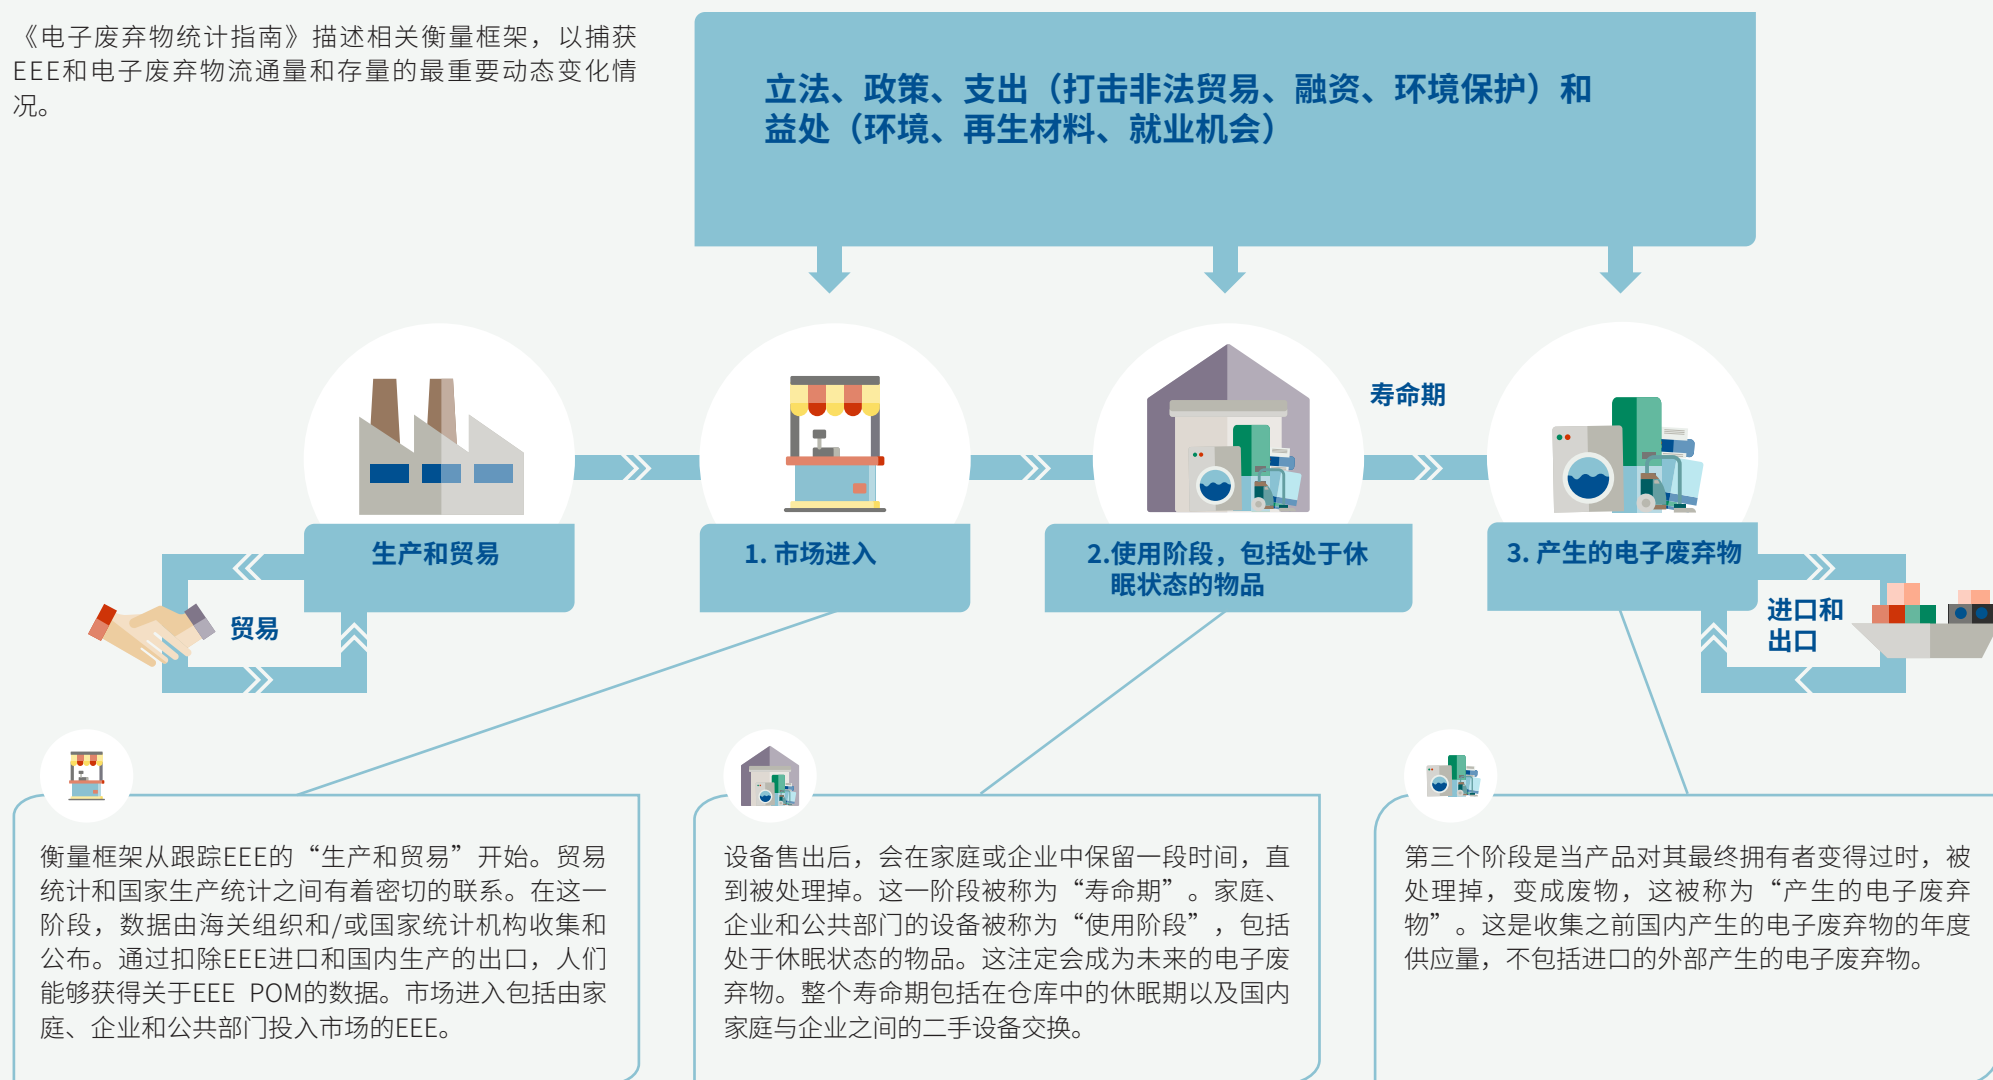 《电子废弃物统计指南》描述相关衡量框架，以捕获
EEE和电子废弃物流通量和存量的最重要动态变化情
况。
立法、政策、支出（打击非法贸易、融资、环境保护）和
益处（环境、再生材料、就业机会）
寿命期
生产和贸易
1. 市场进入
2.使用阶段，包括处于休
眠状态的物品
3. 产生的电子废弃物
贸易
进口和
出口
衡量框架从跟踪EEE的“生产和贸易”开始。贸易
统计和国家生产统计之间有着密切的联系。在这一
阶段，数据由海关组织和/或国家统计机构收集和
公布。通过扣除EEE进口和国内生产的出口，人们
能够获得关于EEE POM的数据。市场进入包括由家
庭、企业和公共部门投入市场的EEE。
设备售出后，会在家庭或企业中保留一段时间，直
到被处理掉。这一阶段被称为“寿命期”。家庭、
企业和公共部门的设备被称为“使用阶段”，包括
处于休眠状态的物品。这注定会成为未来的电子废
弃物。整个寿命期包括在仓库中的休眠期以及国内
家庭与企业之间的二手设备交换。
第三个阶段是当产品对其最终拥有者变得过时，被
处理掉，变成废物，这被称为“产生的电子废弃
物”。这是收集之前国内产生的电子废弃物的年度
供应量，不包括进口的外部产生的电子废弃物。